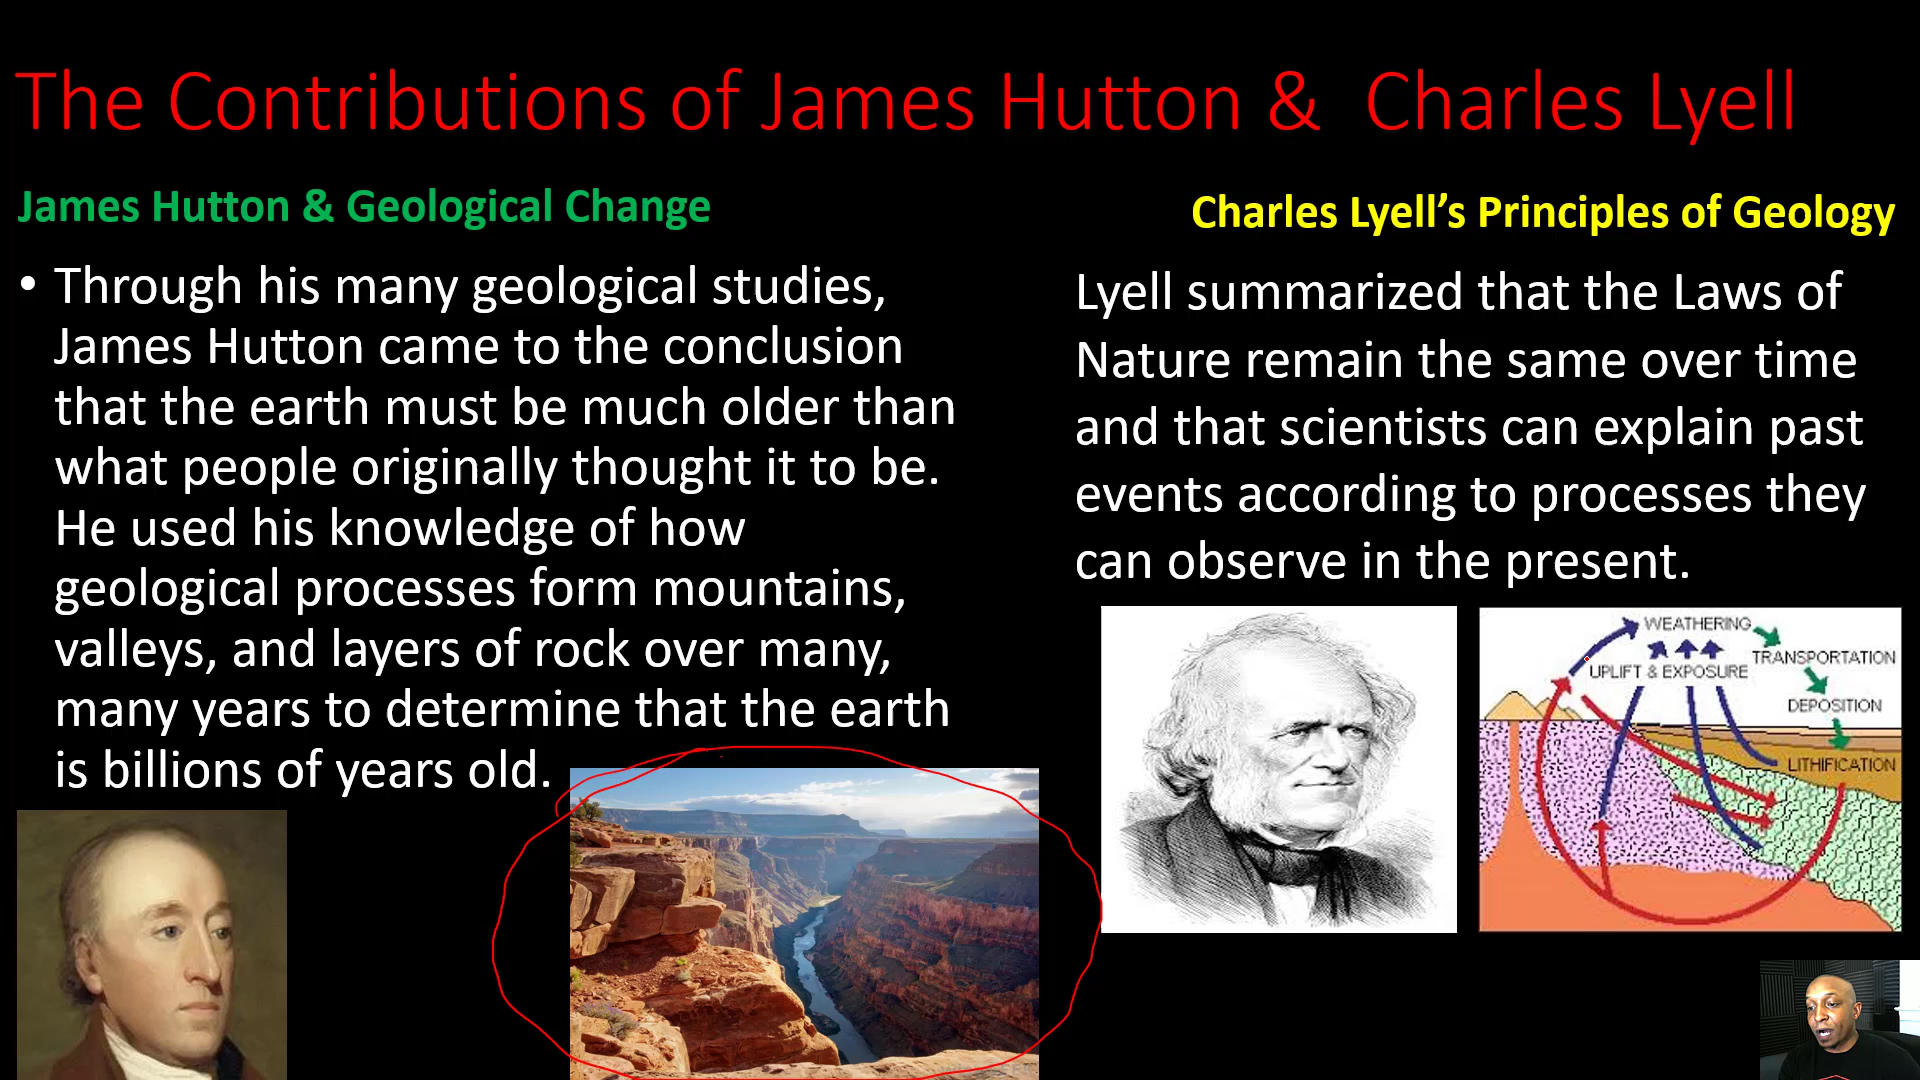 The Contributions of James Hutton & Charles Lyell
James Hutton & Geological Change
• Through his many geological studies,
James Hutton came to the conclusion
that the earth must be much older than
what people originally thought it to be.
He used his knowledge of how
geological processes form mountains,
valleys, and layers of rock over many,
many years to determine that the earth
is billions of years old.
Charles Lyell’s Principles of Geology
Lyell summarized that the Laws of
Nature remain the same over time
and that scientists can explain past
events according to processes they
can observe in the present.
WEATHERING
TRANSPORTATION
UPLIFT & EXPOSURE
DEPOSITION
LITHIFICATION